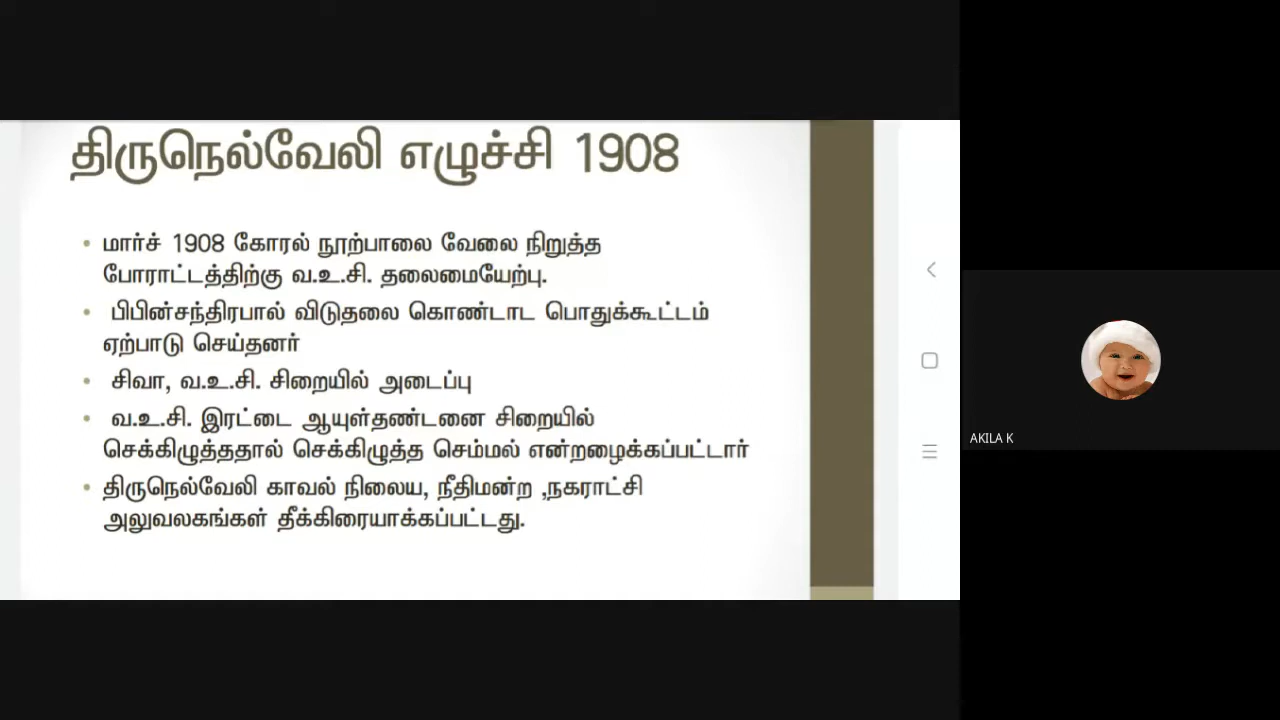 திருநெல்வேலி எழுச்சி 1908
• மார்ச் 1908 கோரல் நூற்பாலை வேலை நிறுத்த
போராட்டத்திற்கு வ.உ.சி. தலைமையேற்பு.
• பிபின்சந்திரபால் விடுதலை கொண்டாட பொதுக்கூட்டம்
ஏற்பாடு செய்தனர்
• சிவா, வ.உ.சி. சிறையில் அடைப்பு
• வ.உ.சி. இரட்டை ஆயுள்தண்டனை சிறையில்
செக்கிழுத்ததால் செக்கிழுத்த செம்மல் என்றழைக்கப்பட்டார்
• திருநெல்வேலி காவல் நிலைய, நீதிமன்ற ,நகராட்சி
அலுவலகங்கள் தீக்கிரையாக்கப்பட்டது.
AKILA K